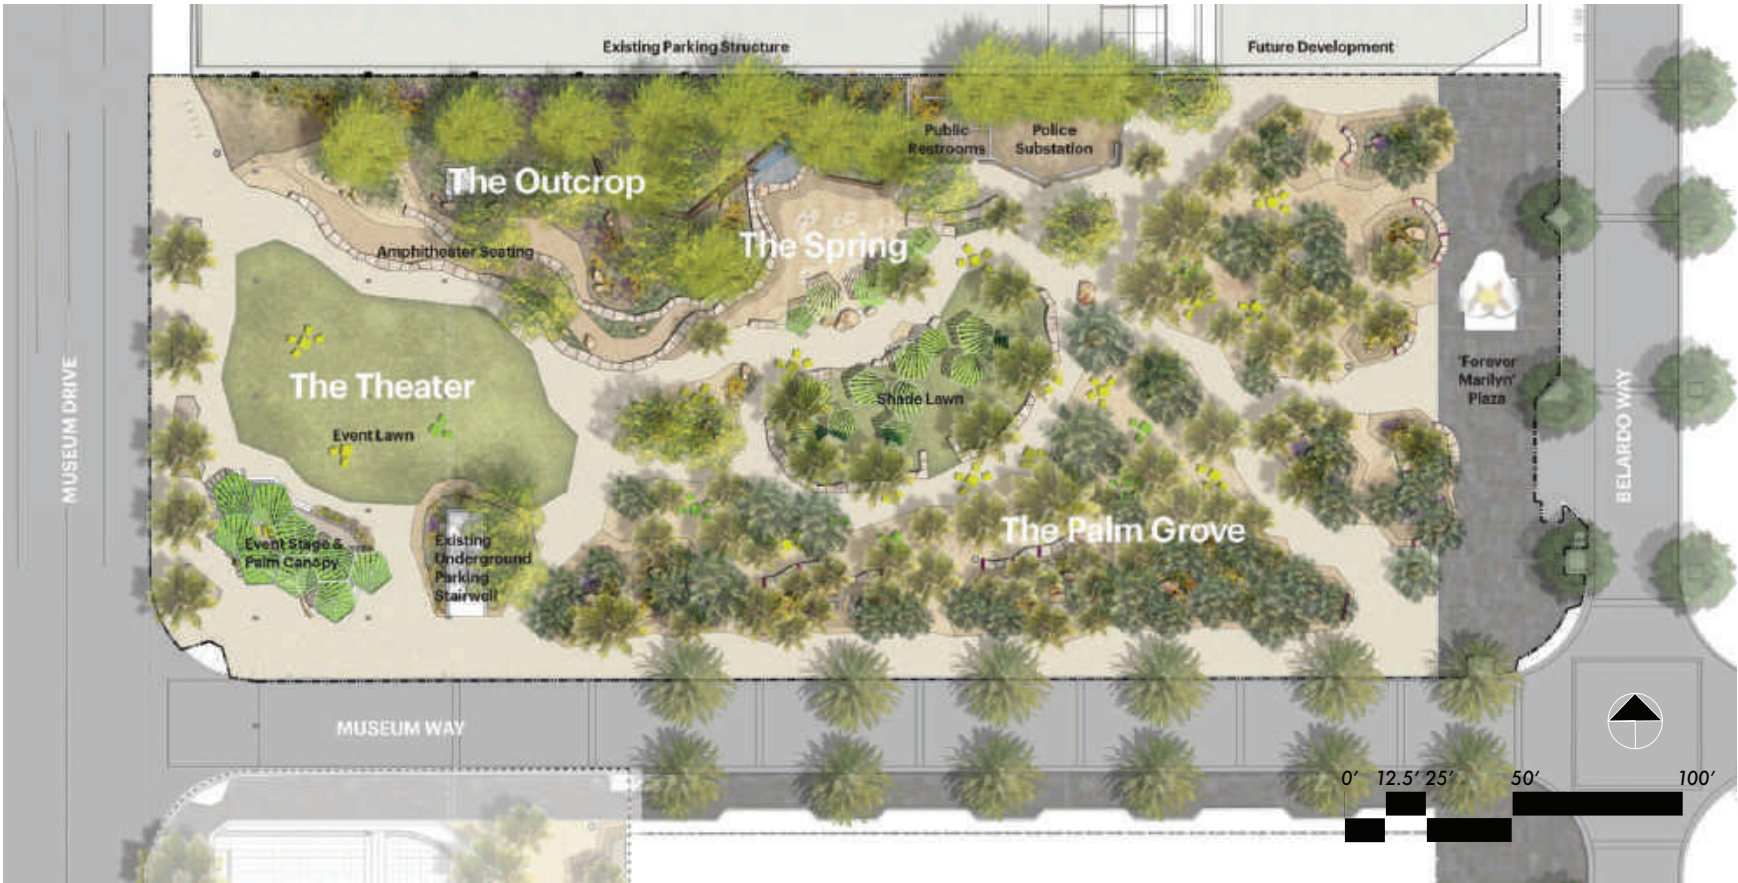 Existing Parking Structure
Future Development
Public
Restrooms
Police
Substation
The Outcrop
The Spring
Amphitheater Seating
The Theater
Event Lawn
Shade Lawn
"Forever
Marilyn"
Plaza
MUSEUM DRIVE
BELARDO WAY
Event Stage &
Palm Canopy
Existing
Underground
Parking
Stairwell
The Palm Grove
MUSEUM WAY
0' 12.5' 25' 50' 100'